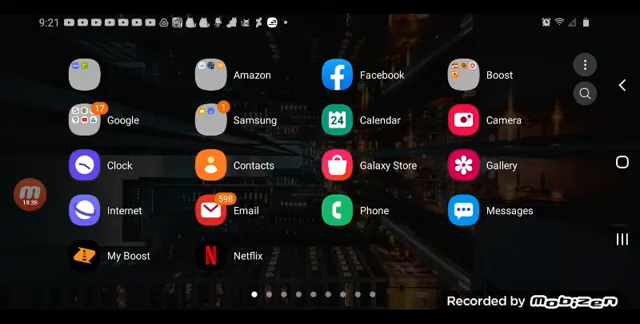 9:21
Amazon
Facebook
Boost
17
Google
1
Samsung
24
Calendar
Camera
Clock
Contacts
Galaxy Store
Gallery
18:38
Internet
598
Email
Phone
Messages
My Boost
N
Netflix
Recorded by mobizen